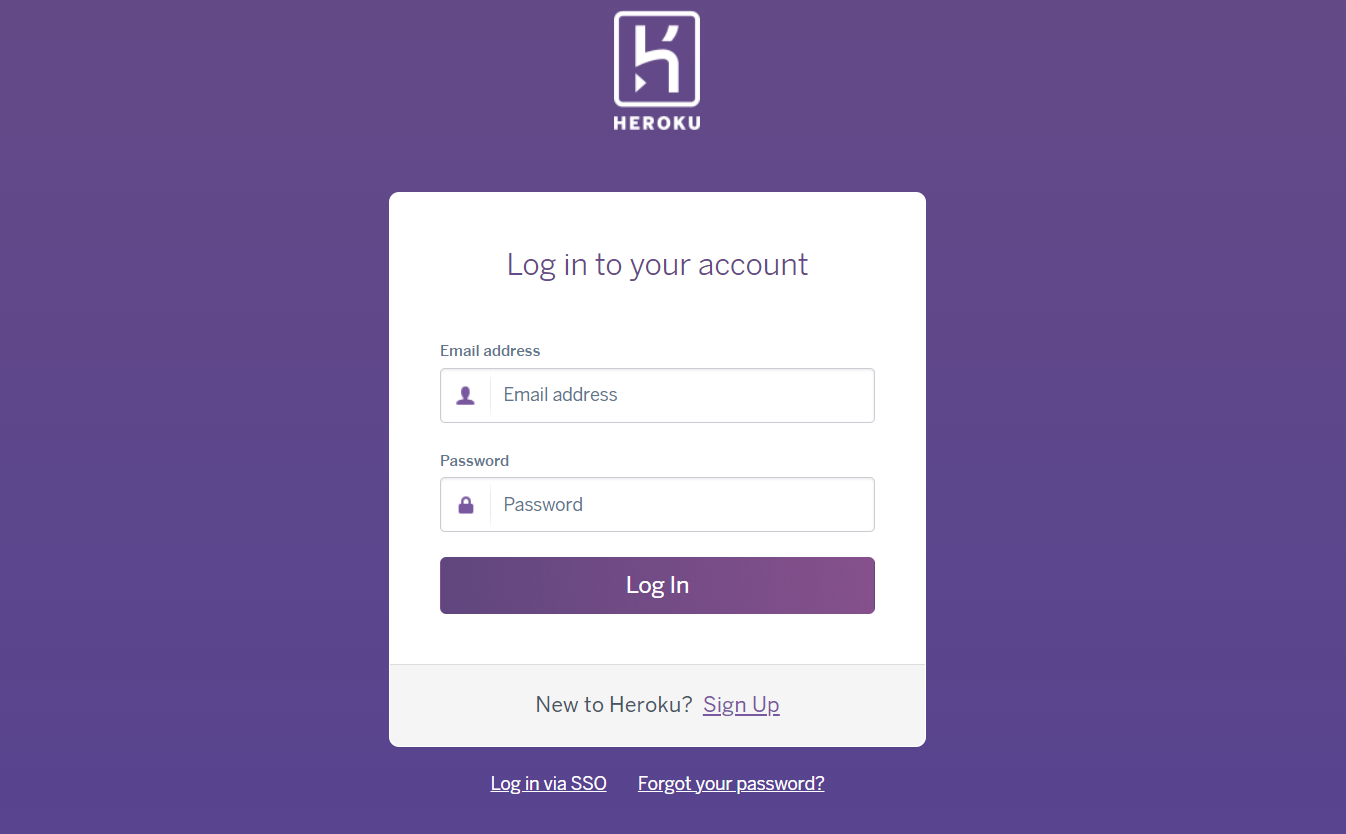 HEROKU
Log in to your account
Email address
Email address
Password
Password
Log In
New to Heroku? Sign Up
Log in via SSO Forgot your password?